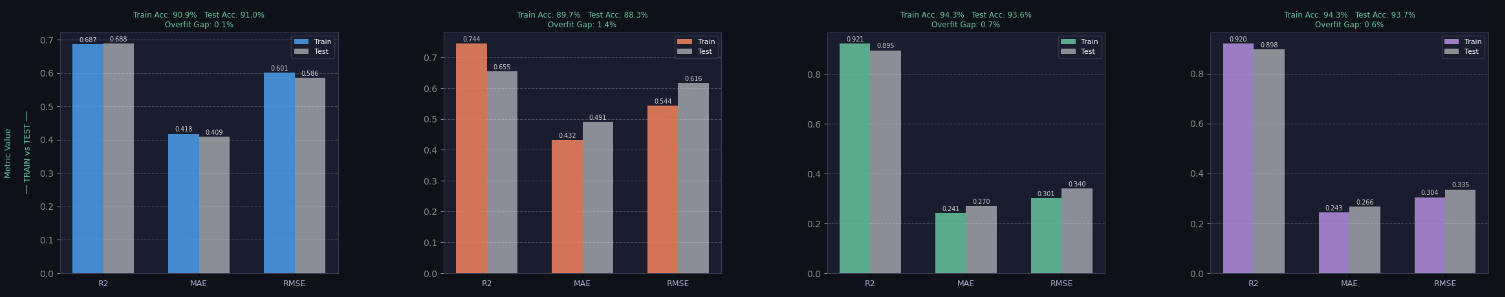 Train Acc: 90.9%   Test Acc: 91.0%
Overfit Gap: 0.1%
Metric Value
— TRAIN vs TEST —
0.7
0.6
0.5
0.4
0.3
0.2
0.1
0.0
0.687
0.688
0.418
0.409
0.601
0.586
Train
Test
R2
MAE
RMSE
Train Acc: 89.7%   Test Acc: 88.3%
Overfit Gap: 1.4%
0.7
0.6
0.5
0.4
0.3
0.2
0.1
0.0
0.744
0.655
0.432
0.491
0.544
0.616
Train
Test
R2
MAE
RMSE
Train Acc: 94.3%   Test Acc: 93.6%
Overfit Gap: 0.7%
0.8
0.6
0.4
0.2
0.0
0.921
0.895
0.241
0.270
0.301
0.340
Train
Test
R2
MAE
RMSE
Train Acc: 94.3%   Test Acc: 93.7%
Overfit Gap: 0.6%
0.8
0.6
0.4
0.2
0.0
0.920
0.898
0.243
0.266
0.304
0.335
Train
Test
R2
MAE
RMSE